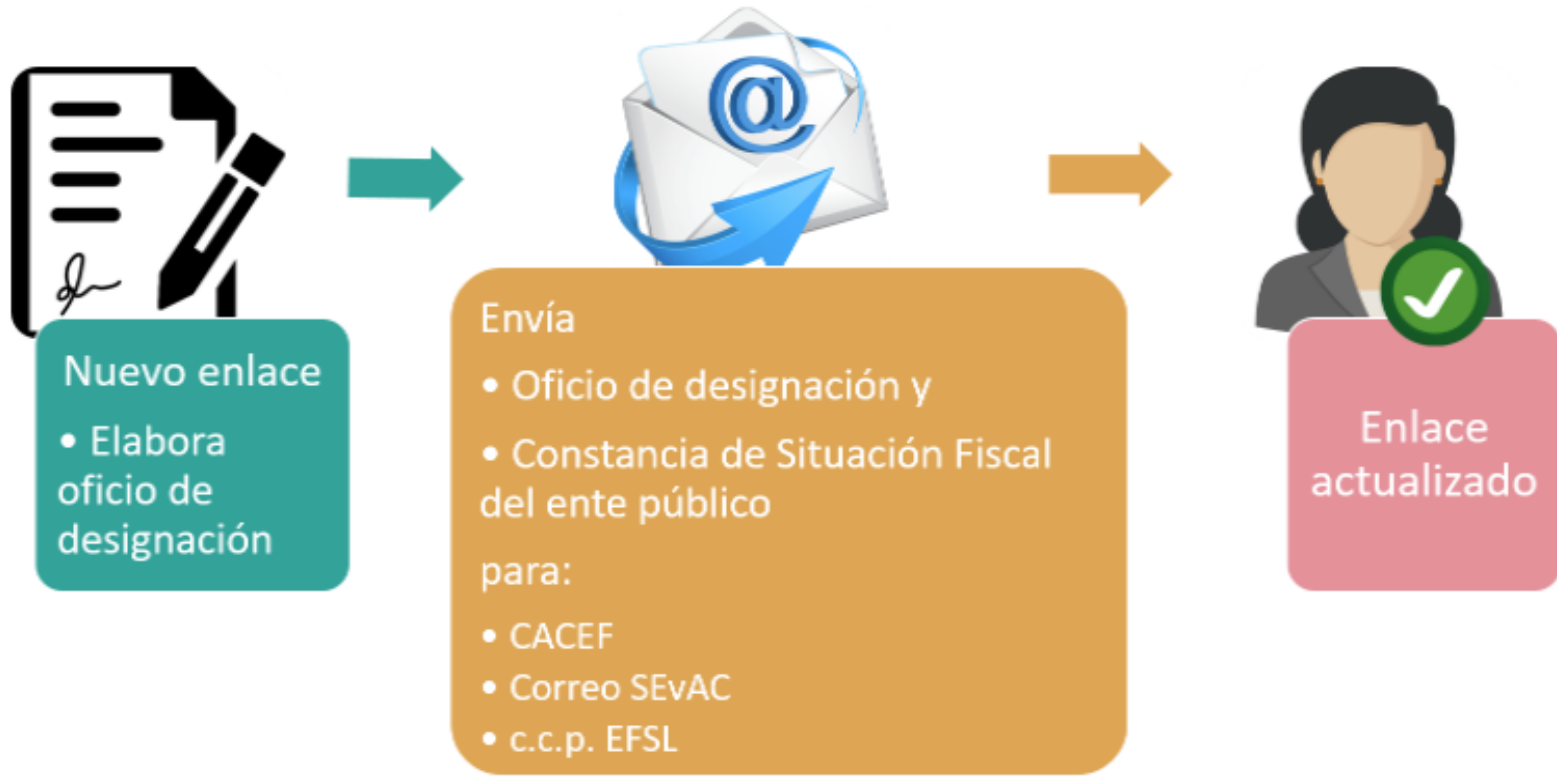 Nuevo enlace
• Elabora
oficio de
designación
@
Envía
• Oficio de designación y
• Constancia de Situación Fiscal
del ente público
para:
• CACEF
• Correo SEvAC
• c.c.p. EFSL
Enlace
actualizado